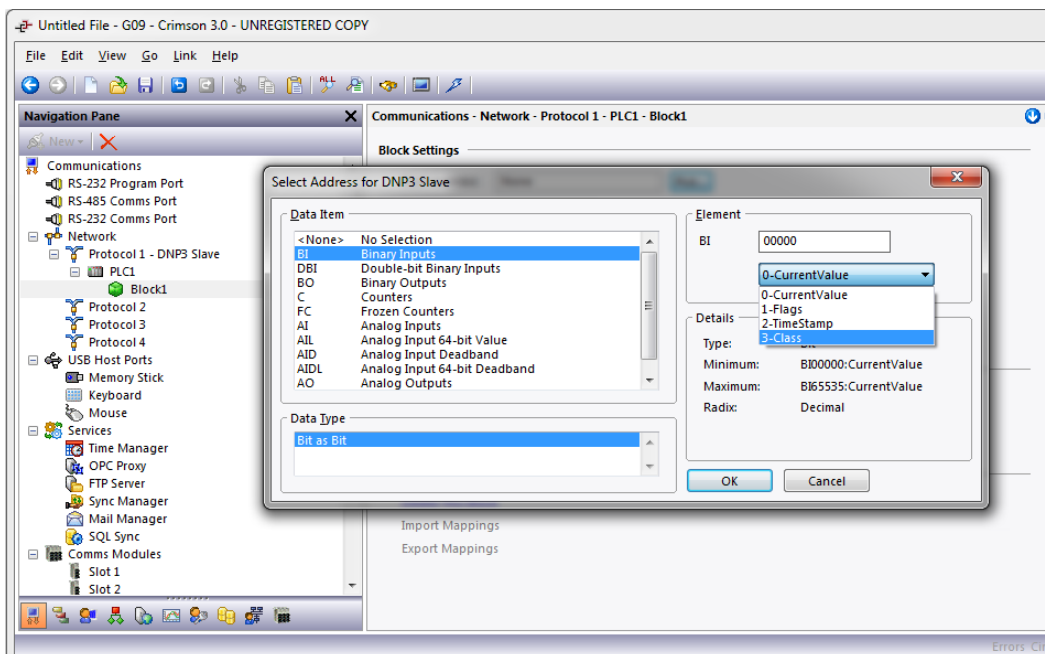 Untitled File - G09 - Crimson 3.0 - UNREGISTERED COPY
File Edit View Go Link Help
ALL
Navigation Pane X
Communications - Network - Protocol 1 - PLC1 - Block1
New
Block Settings
Communications
RS-232 Program Port
RS-485 Comms Port
RS-232 Comms Port
Network
Protocol 1 - DNP3 Slave
PLC1
Block1
Protocol 2
Protocol 3
Protocol 4
USB Host Ports
Memory Stick
Keyboard
Mouse
Services
Time Manager
OPC Proxy
FTP Server
Sync Manager
Mail Manager
SQL Sync
Comms Modules
Slot 1
Slot 2
Select Address for DNP3 Slave
Data Item
<None> No Selection
BI Binary Inputs
DBI Double-bit Binary Inputs
BO Binary Outputs
C Counters
FC Frozen Counters
AI Analog Inputs
AIL Analog Input 64-bit Value
AID Analog Input Deadband
AIDL Analog Input 64-bit Deadband
AO Analog Outputs
Data Type
Bit as Bit
Element
BI 00000
0-CurrentValue
0-CurrentValue
1-Flags
2-TimeStamp
3-Class
Details
Type:
Minimum: BI00000:CurrentValue
Maximum: BI65535:CurrentValue
Radix: Decimal
OK Cancel
Import Mappings
Export Mappings
Errors